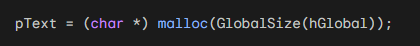 pText = (char *) malloc(GlobalSize(hGlobal));